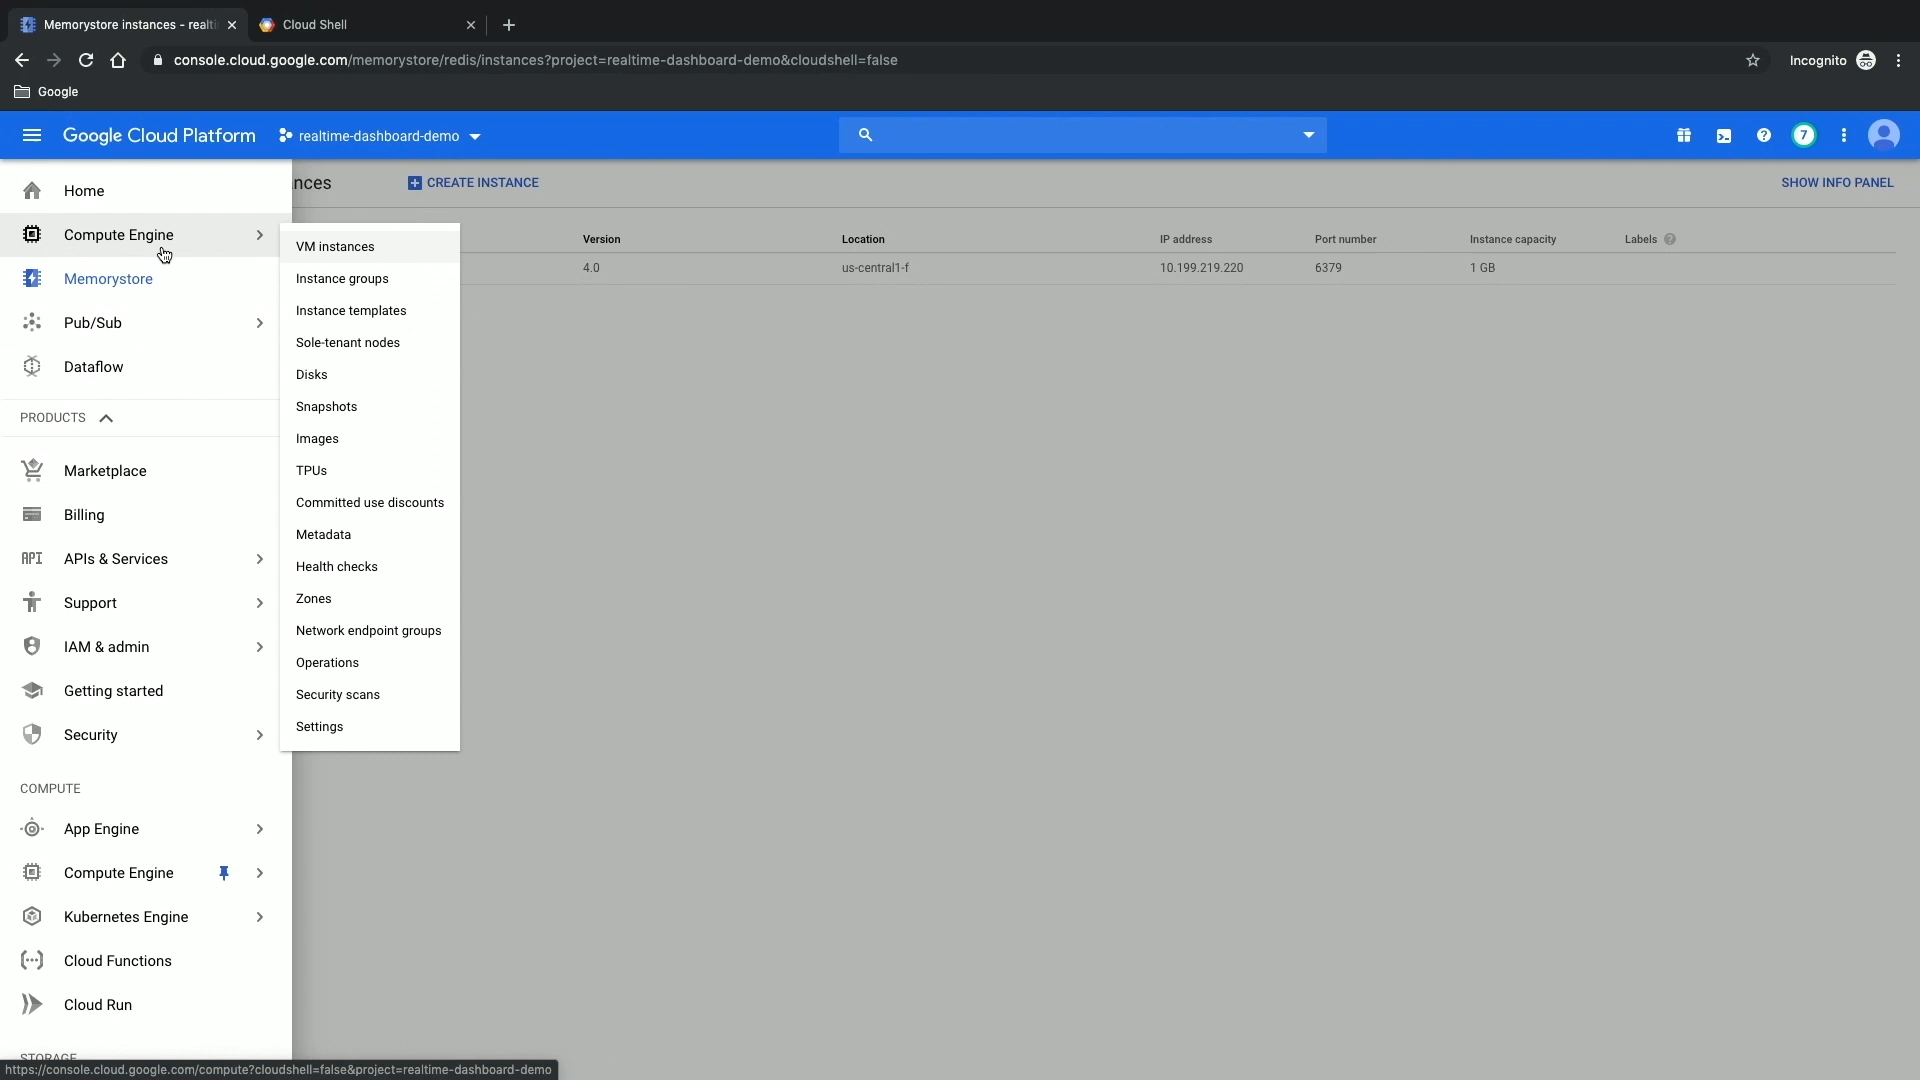 Memorystore instances - realti
Cloud Shell
console.cloud.google.com/memorystore/redis/instances?project=realtime-dashboard-demo&cloudshell=false
Incognito
Google
Google Cloud Platform
realtime-dashboard-demo
7
Home
nces
CREATE INSTANCE
SHOW INFO PANEL
Compute Engine
VM instances
Version
Location
IP address
Port number
Instance capacity
Labels
4.0
us-central1-f
10.199.219.220
6379
1 GB
Memorystore
Instance groups
Pub/Sub
Instance templates
Sole-tenant nodes
Dataflow
Disks
Snapshots
PRODUCTS
Images
Marketplace
TPUs
Committed use discounts
Billing
Metadata
API
APIs & Services
Health checks
Support
Zones
Network endpoint groups
IAM & admin
Operations
Getting started
Security scans
Security
Settings
COMPUTE
App Engine
Compute Engine
Kubernetes Engine
Cloud Functions
Cloud Run
STORAGE
https://console.cloud.google.com/compute?cloudshell=false&project=realtime-dashboard-demo